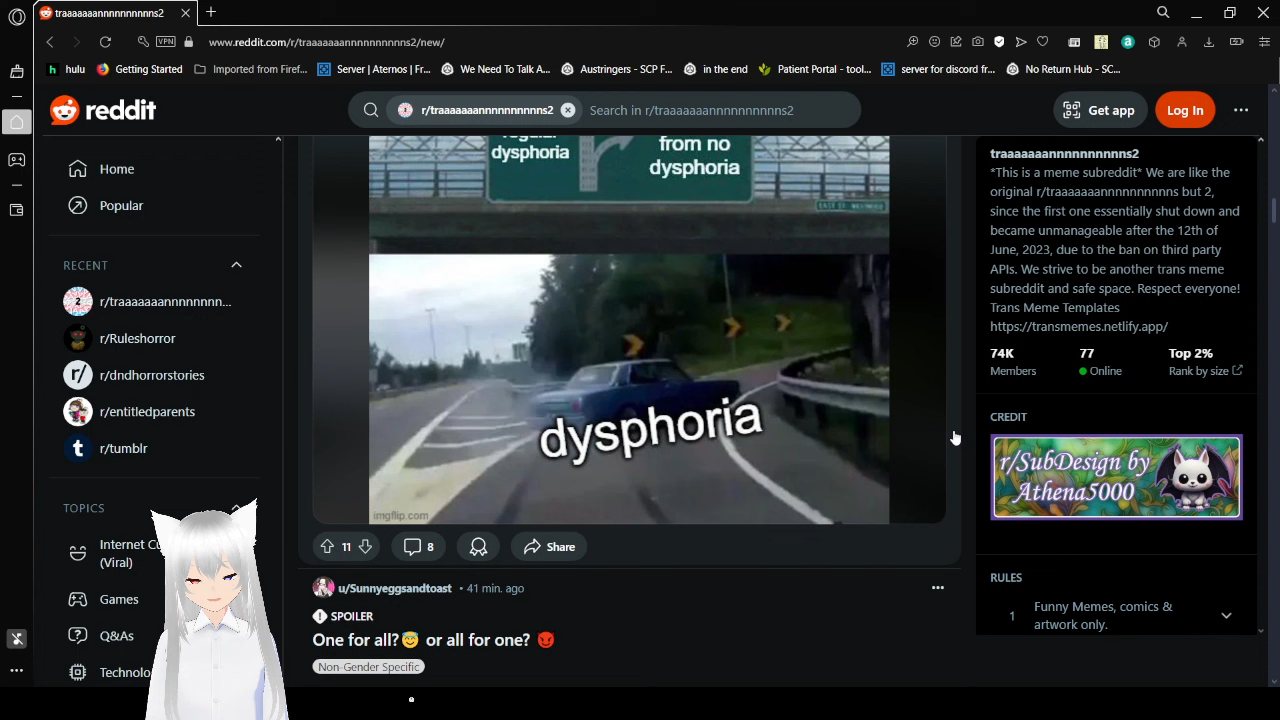 traaaaaaannnnnnnnnns2
VPN
www.reddit.com/r/traaaaaaannnnnnnnnns2/new/
hulu
Getting Started
Imported from Firef...
Server | Aternos | Fr...
We Need To Talk A...
Austringers - SCP F...
in the end
Patient Portal - tool...
server for discord fr...
No Return Hub - SC...
reddit
r/traaaaaaannnnnnnnnns2
Search in r/traaaaaaannnnnnnnnns2
Get app
Log In
Home
Popular
RECENT
r/traaaaaaannnnnnn...
r/Ruleshorror
r/dndhorrorstories
r/entitledparents
r/tumblr
TOPICS
Internet Cu
(Viral)
Games
Q&As
Technolo
regular
dysphoria
from no
dysphoria
dysphoria
imgflip.com
11
8
Share
u/Sunnyeggsandtoast • 41 min. ago
SPOILER
One for all?😇 or all for one? 😈
Non-Gender Specific
traaaaaaannnnnnnnnns2
*This is a meme subreddit* We are like the
original r/traaaaaaannnnnnnnnns but 2,
since the first one essentially shut down and
became unmanageable after the 12th of
June, 2023, due to the ban on third party
APIs. We strive to be another trans meme
subreddit and safe space. Respect everyone!
Trans Meme Templates
https://transmemes.netlify.app/
74K
Members
77
Online
Top 2%
Rank by size
CREDIT
r/SubDesign by
Athena5000
RULES
1
Funny Memes, comics &
artwork only.